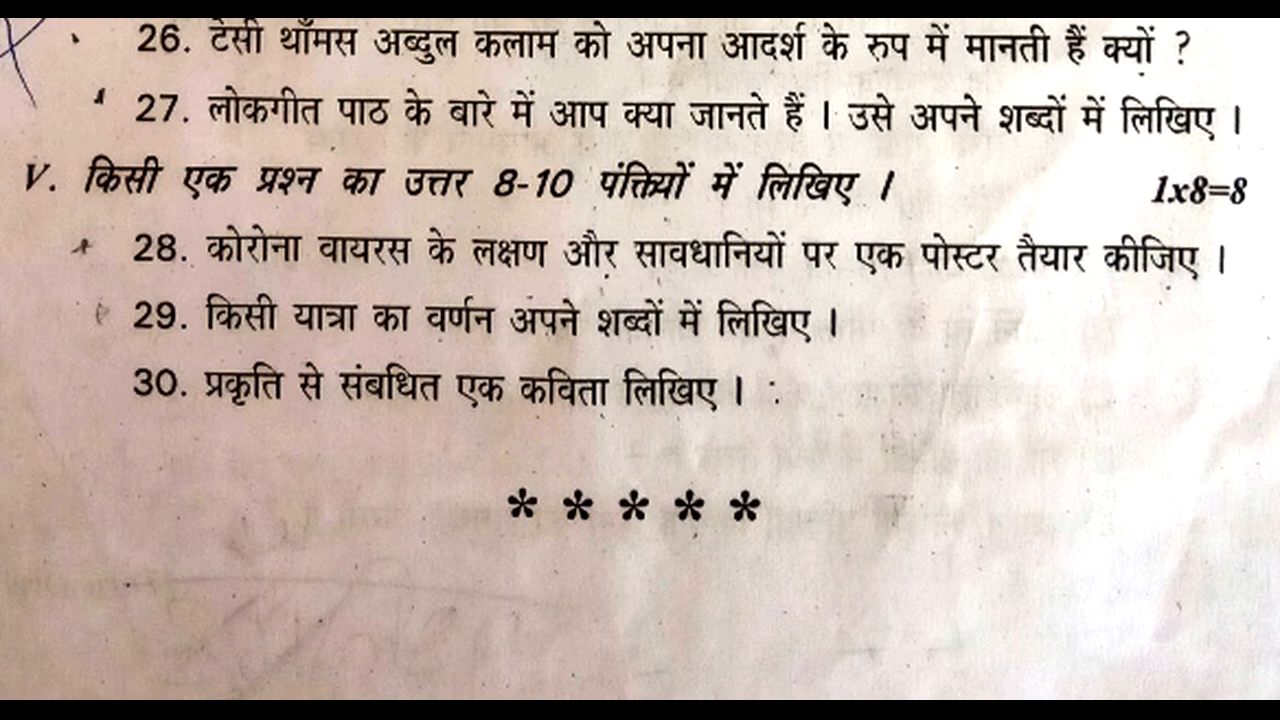 26. टेसी थॉमस अब्दुल कलाम को अपना आदर्श के रुप में मानती हैं क्यों ?
27. लोकगीत पाठ के बारे में आप क्या जानते हैं । उसे अपने शब्दों में लिखिए ।
V. किसी एक प्रश्न का उत्तर 8-10 पंक्तियों में लिखिए । 1x8=8
28. कोरोना वायरस के लक्षण और सावधानियों पर एक पोस्टर तैयार कीजिए ।
29. किसी यात्रा का वर्णन अपने शब्दों में लिखिए ।
30. प्रकृति से संबधित एक कविता लिखिए ।
* * * * *